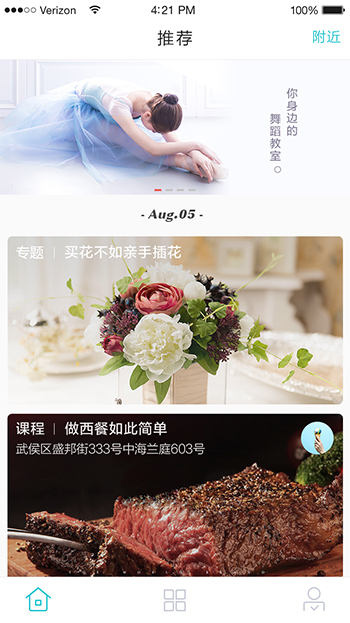 Verizon 4:21 PM 100%
推荐
附近
你身边的
舞蹈教室。
- Aug.05 -
专题 | 买花不如亲手插花
课程 | 做西餐如此简单
武侯区盛邦街333号中海兰庭603号